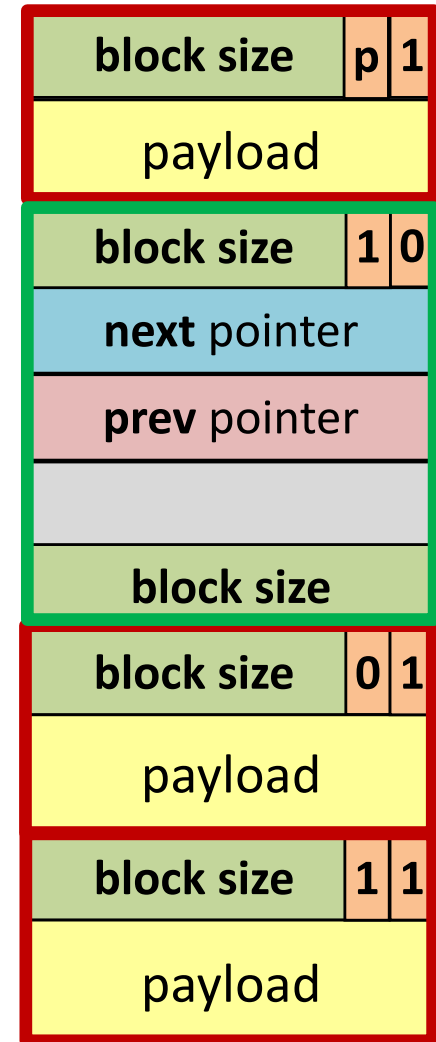 block size p 1
payload
block size 1 0
next pointer
prev pointer
block size
block size 0 1
payload
block size 1 1
payload